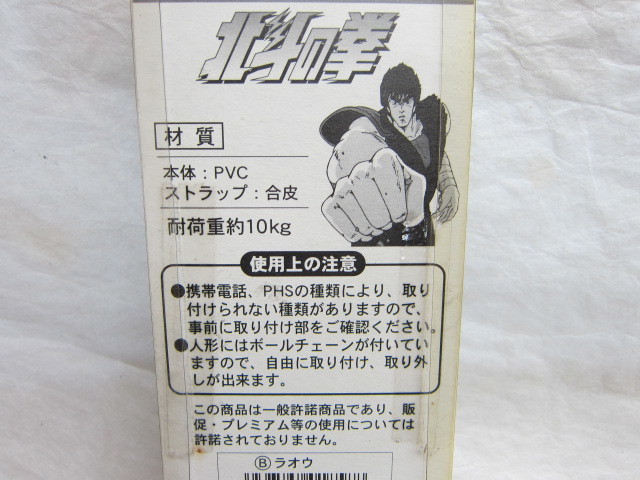 北斗の拳
材質
本体：PVC
ストラップ：合皮
耐荷重約10kg
使用上の注意
●携帯電話、PHSの種類により、取り
付けられない種類がありますので、
事前に取り付け部をご確認ください。
●人形にはボールチェーンが付いてい
ますので、自由に取り付け、取り外
しが出来ます。
この商品は一般許諾商品であり、販
促・プレミアム等の使用については
許諾されておりません。
Ⓑラオウ